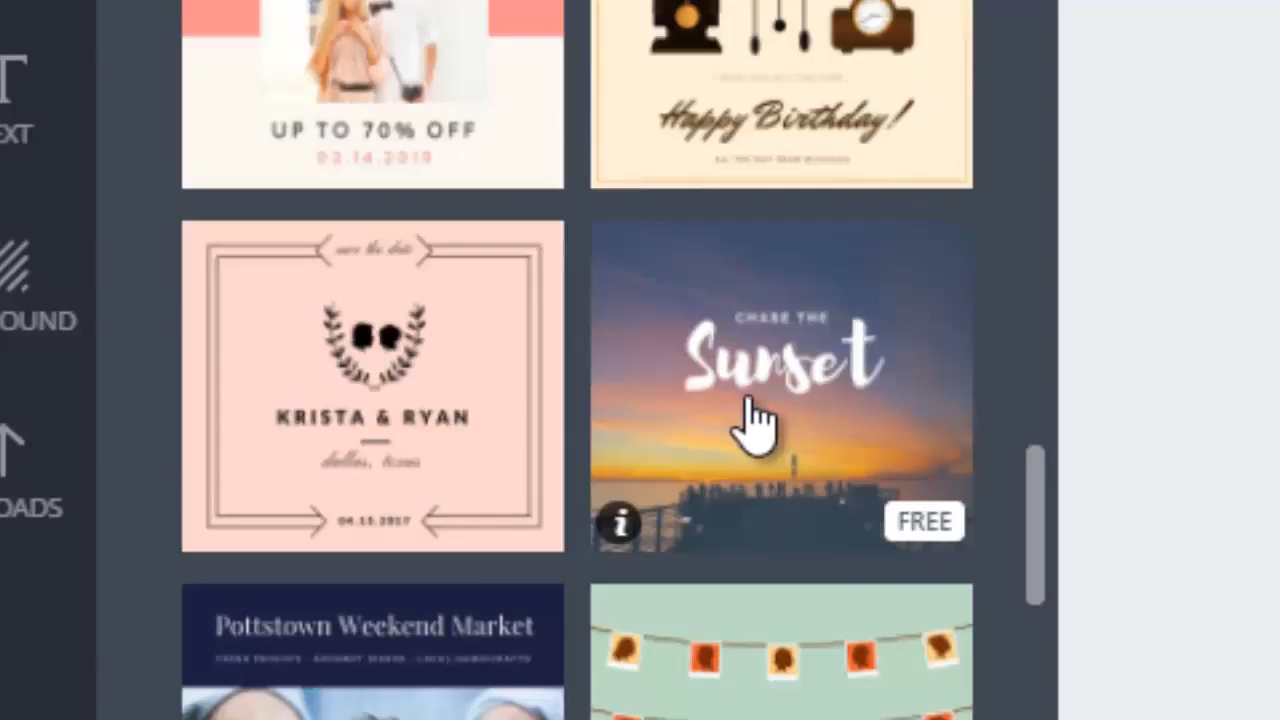 UP TO 70% OFF
02.14.2019
Happy Birthday!
EXT
save the date
KRISTA & RYAN
dallas, texas
04.15.2017
CHASE THE
Sunset
i
FREE
OUND
OADS
Pottstown Weekend Market